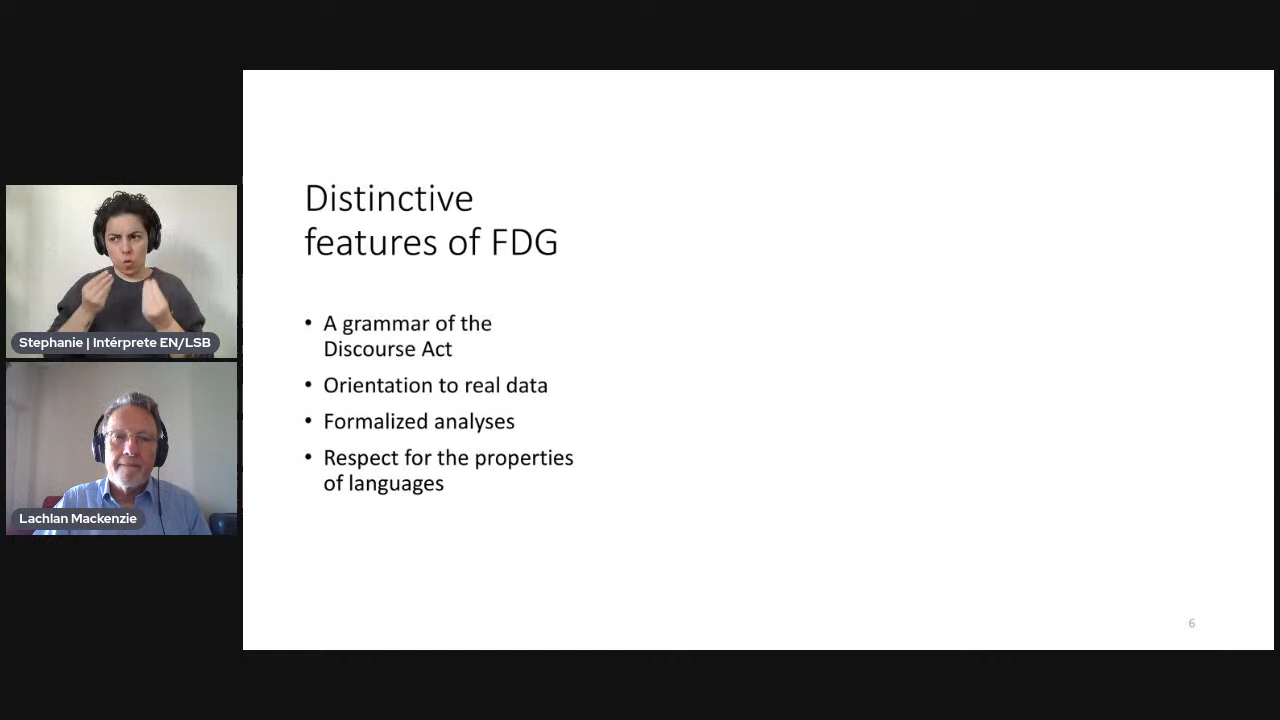 Distinctive
features of FDG
• A grammar of the
Discourse Act
• Orientation to real data
• Formalized analyses
• Respect for the properties
of languages
6
Stephanie | Intérprete EN/LSB
Lachlan Mackenzie